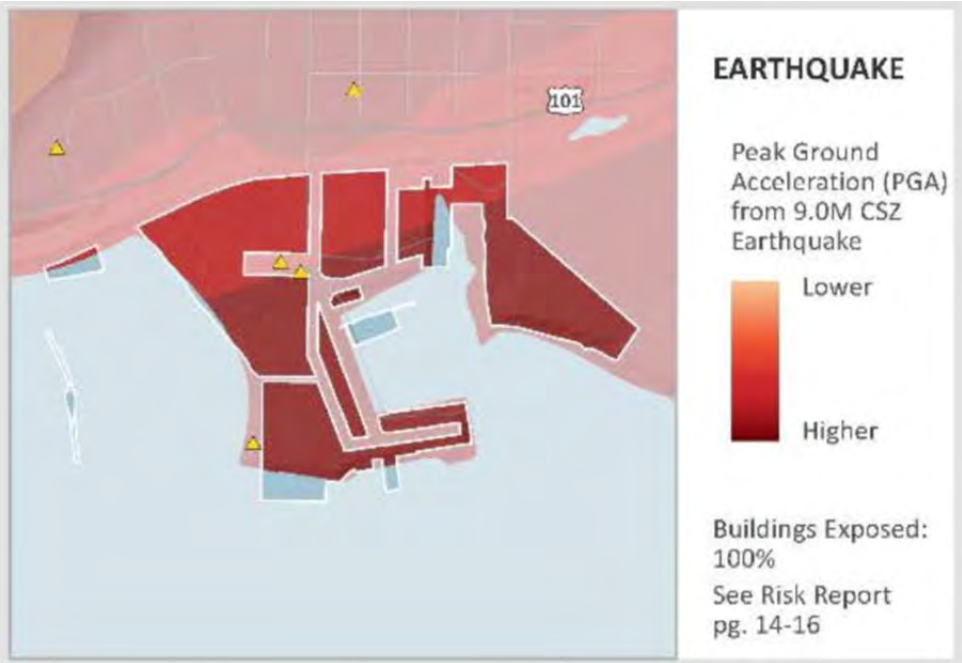 EARTHQUAKE
101
Peak Ground
Acceleration (PGA)
from 9.0M CSZ
Earthquake
Lower
Higher
Buildings Exposed:
100%
See Risk Report
pg. 14-16